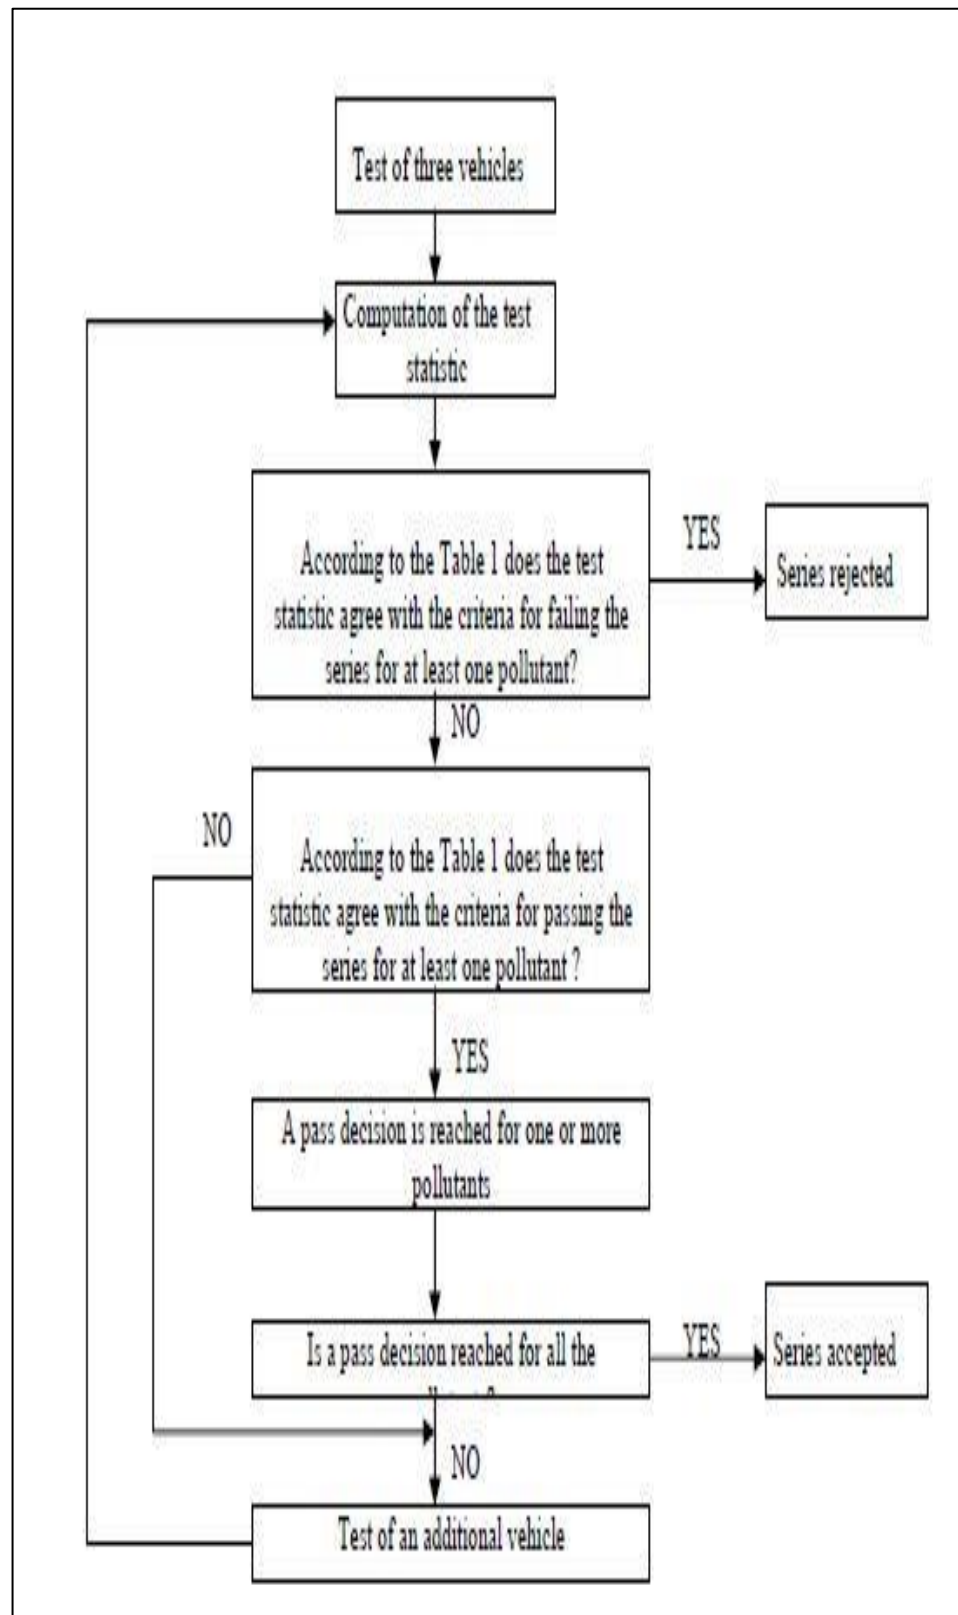 Test of three vehicles
Computation of the test
statistic
According to the Table 1 does the test
statistic agree with the criteria for failing the
series for at least one pollutant?
YES
Series rejected
NO
According to the Table 1 does the test
statistic agree with the criteria for passing the
series for at least one pollutant ?
NO
YES
A pass decision is reached for one or more
pollutants
Is a pass decision reached for all the
YES
Series accepted
NO
Test of an additional vehicle